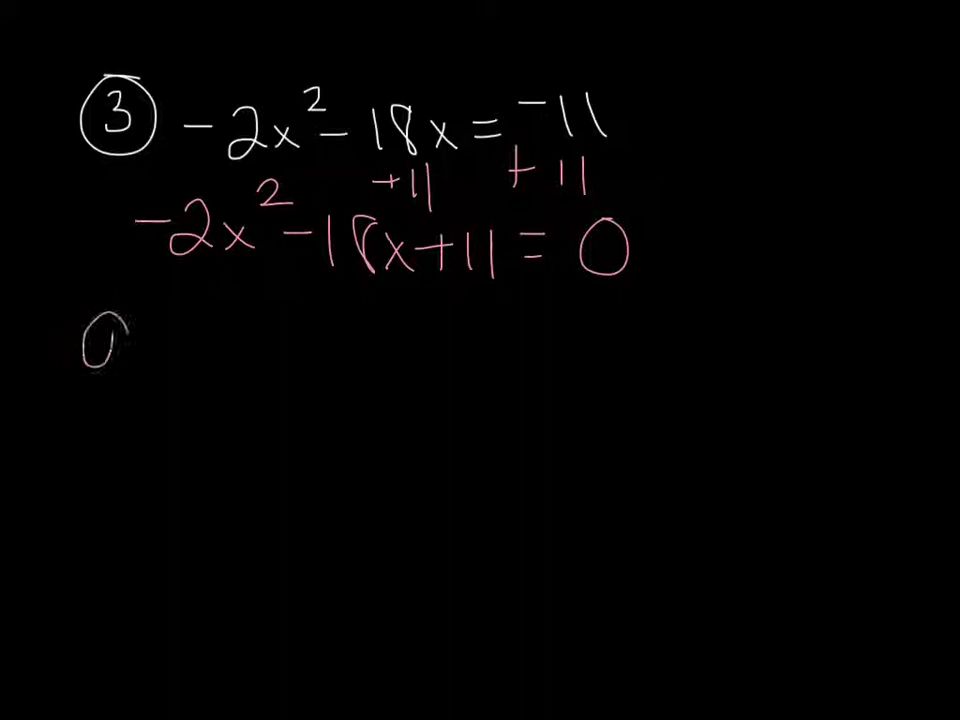 ③ -2x² - 18x = -11
+11 +11
-2x² - 18x + 11 = 0